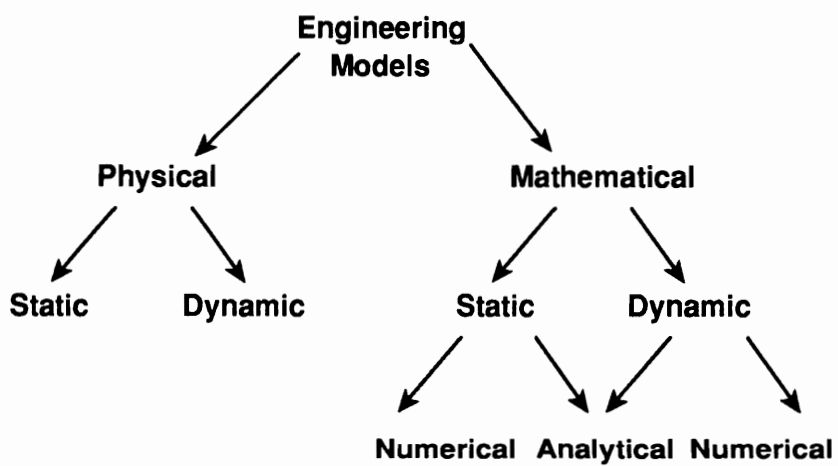 Engineering
Models
Physical Mathematical
Static Dynamic Static Dynamic
Numerical Analytical Numerical